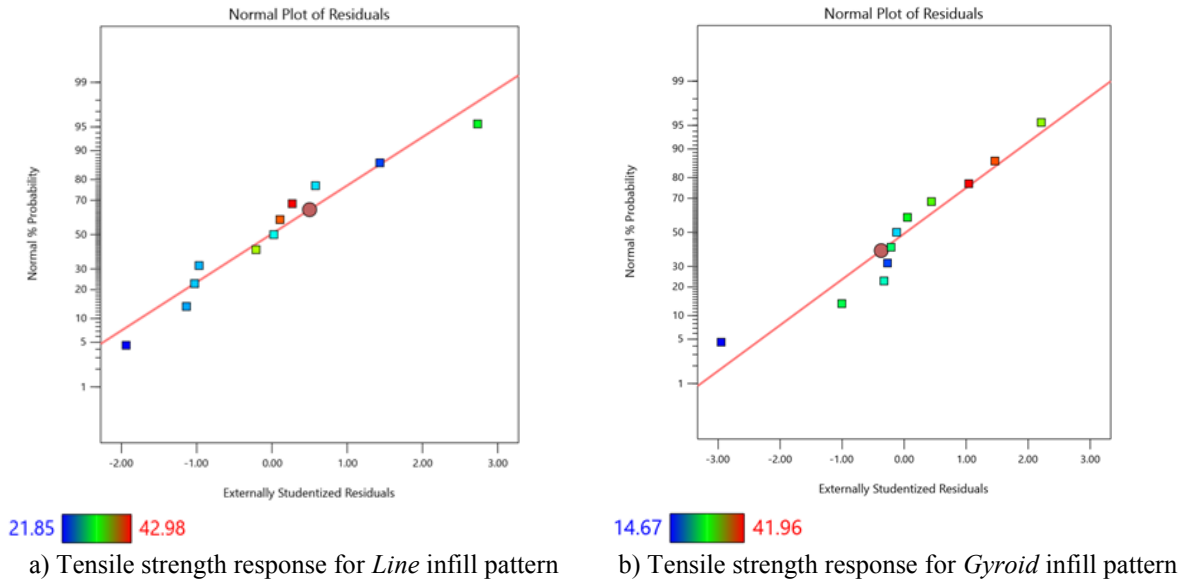 Normal Plot of Residuals
Normal % Probability
99
95
90
80
70
50
30
20
10
5
1
-2.00 -1.00 0.00 1.00 2.00 3.00
Externally Studentized Residuals
21.85 42.98
a) Tensile strength response for Line infill pattern
Normal Plot of Residuals
Normal % Probability
99
95
90
80
70
50
30
20
10
5
1
-3.00 -2.00 -1.00 0.00 1.00 2.00 3.00
Externally Studentized Residuals
14.67 41.96
b) Tensile strength response for Gyroid infill pattern